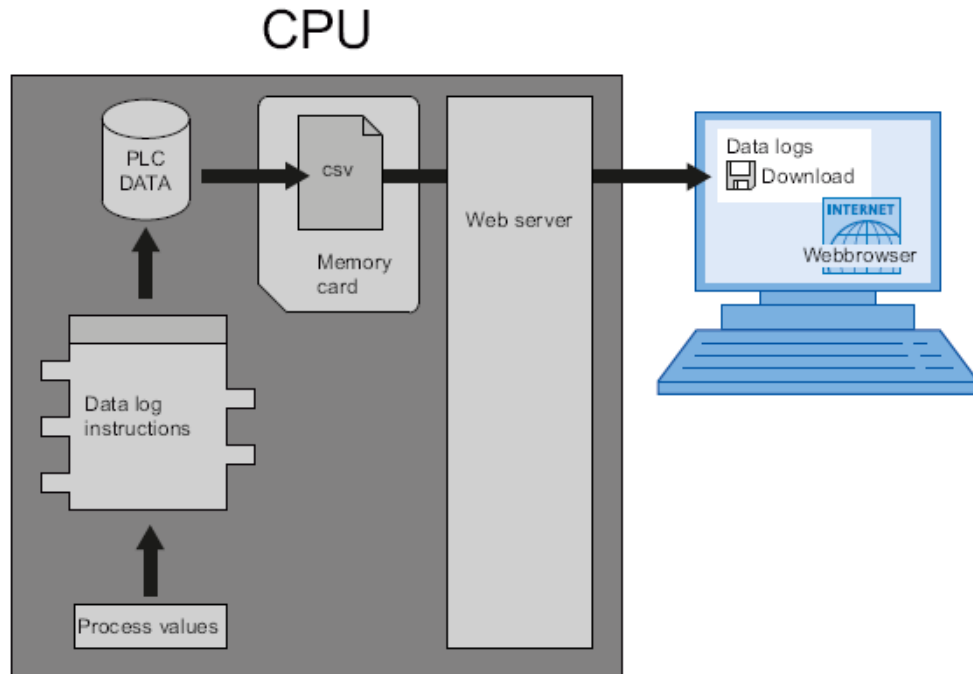 CPU
PLC
DATA
csv
Memory
card
Web server
Data logs
Download
INTERNET
Webbrowser
Data log
instructions
Process values